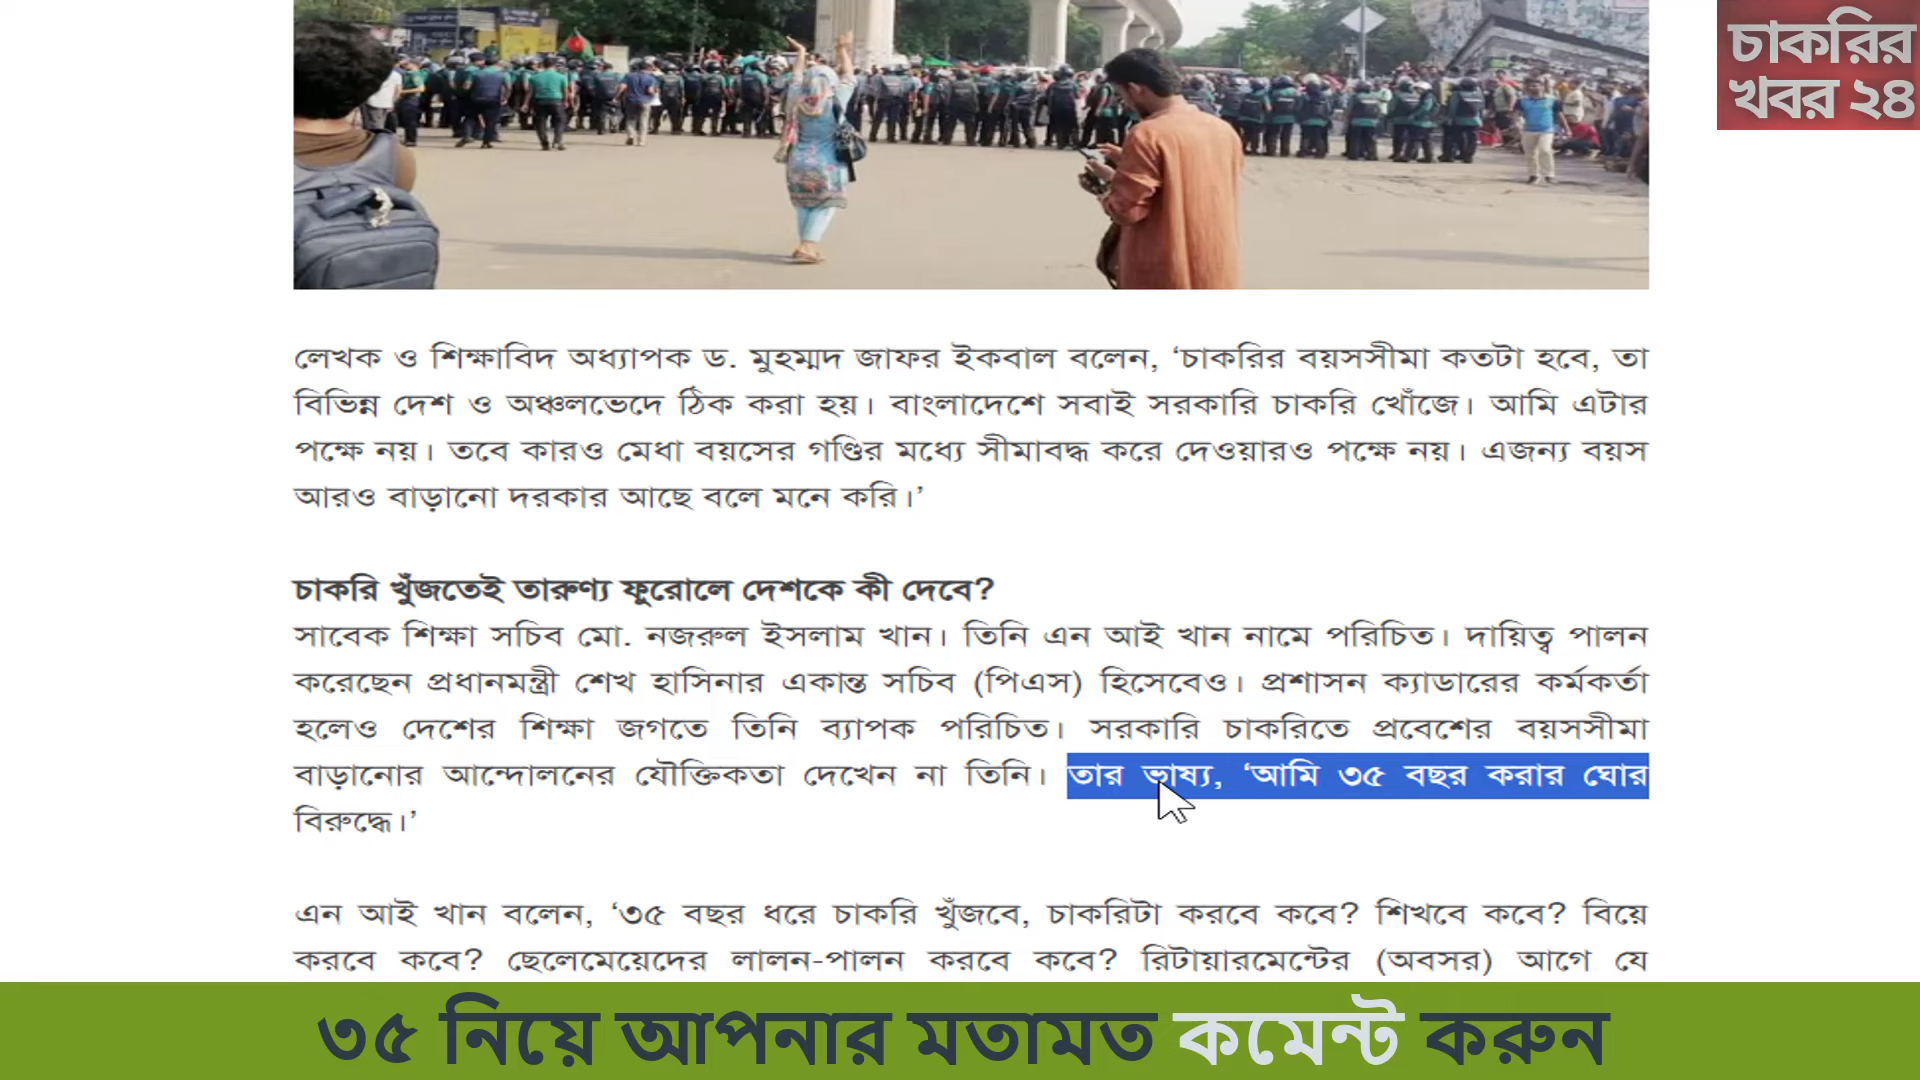 চাকরির
খবর ২৪
লেখক ও শিক্ষাবিদ অধ্যাপক ড. মুহম্মদ জাফর ইকবাল বলেন, ‘চাকরির বয়সসীমা কতটা হবে, তা
বিভিন্ন দেশ ও অঞ্চলভেদে ঠিক করা হয়। বাংলাদেশে সবাই সরকারি চাকরি খোঁজে। আমি এটার
পক্ষে নয়। তবে কারও মেধা বয়সের গণ্ডির মধ্যে সীমাবদ্ধ করে দেওয়ারও পক্ষে নয়। এজন্য বয়স
আরও বাড়ানো দরকার আছে বলে মনে করি।’
চাকরি খুঁজতেই তারুণ্য ফুরোলে দেশকে কী দেবে?
সাবেক শিক্ষা সচিব মো. নজরুল ইসলাম খান। তিনি এন আই খান নামে পরিচিত। দায়িত্ব পালন
করেছেন প্রধানমন্ত্রী শেখ হাসিনার একান্ত সচিব (পিএস) হিসেবেও। প্রশাসন ক্যাডারের কর্মকর্তা
হলেও দেশের শিক্ষা জগতে তিনি ব্যাপক পরিচিত। সরকারি চাকরিতে প্রবেশের বয়সসীমা
বাড়ানোর আন্দোলনের যৌক্তিকতা দেখেন না তিনি। তার ভাষ্য, ‘আমি ৩৫ বছর করার ঘোর
বিরুদ্ধে।’
এন আই খান বলেন, ‘৩৫ বছর ধরে চাকরি খুঁজবে, চাকরিটা করবে কবে? শিখবে কবে? বিয়ে
করবে কবে? ছেলেমেয়েদের লালন-পালন করবে কবে? রিটায়ারমেন্টের (অবসর) আগে যে
৩৫ নিয়ে আপনার মতামত কমেন্ট করুন